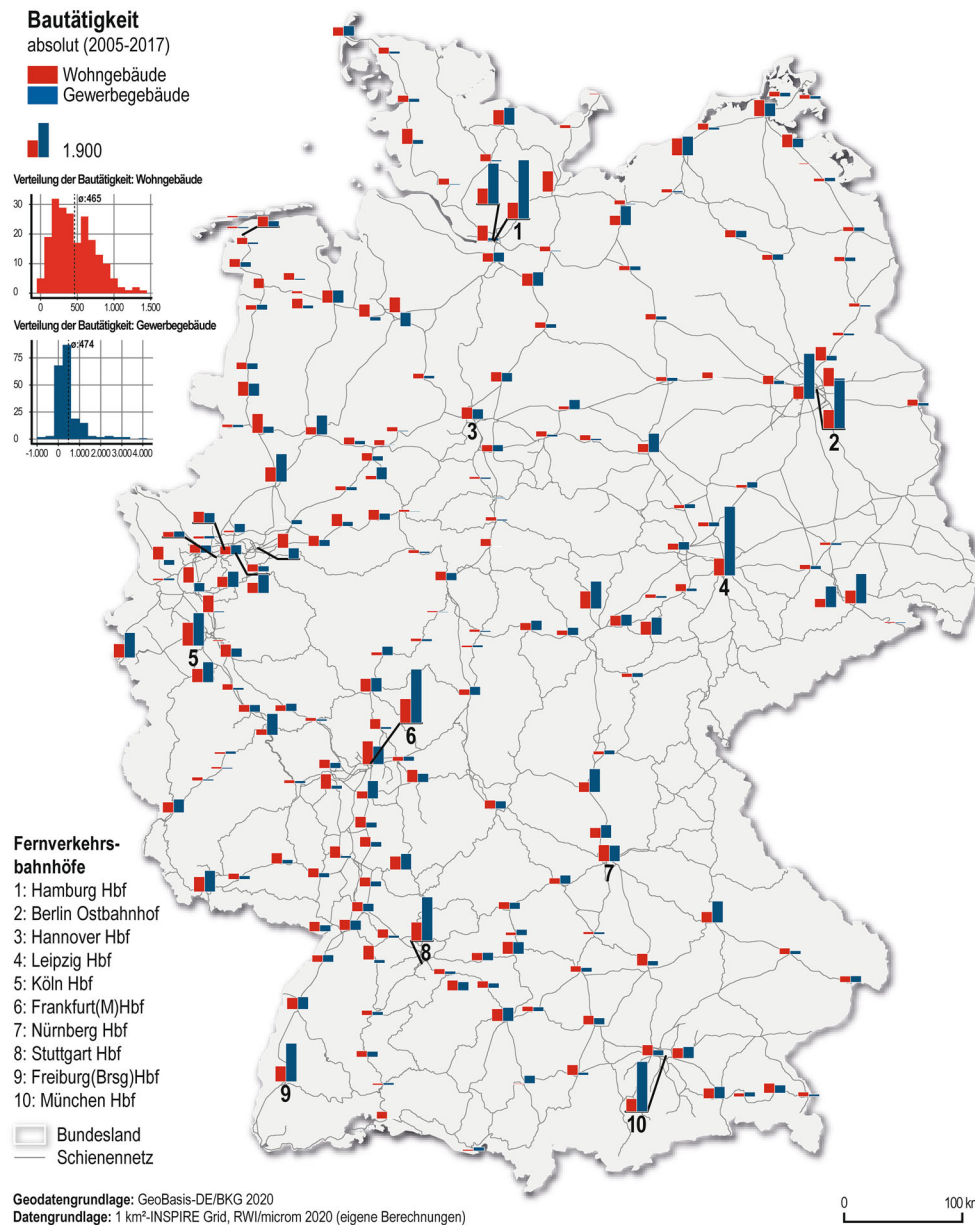 Bautätigkeit
absolut (2005-2017)
Wohngebäude
Gewerbegebäude
1.900
Verteilung der Bautätigkeit: Wohngebäude
ø:465
30
20
10
0
0
500
1.000
1.500
Verteilung der Bautätigkeit: Gewerbegebäude
ø:474
75
50
25
0
-1.000
0
1.000
2.000
3.000
4.000
1
2
3
4
5
6
7
8
9
10
Fernverkehrs-
bahnhöfe
1: Hamburg Hbf
2: Berlin Ostbahnhof
3: Hannover Hbf
4: Leipzig Hbf
5: Köln Hbf
6: Frankfurt(M)Hbf
7: Nürnberg Hbf
8: Stuttgart Hbf
9: Freiburg(Brsg)Hbf
10: München Hbf
Bundesland
Schienennetz
Geodatengrundlage: GeoBasis-DE/BKG 2020
Datengrundlage: 1 km²-INSPIRE Grid, RWI/microm 2020 (eigene Berechnungen)
0
100 km